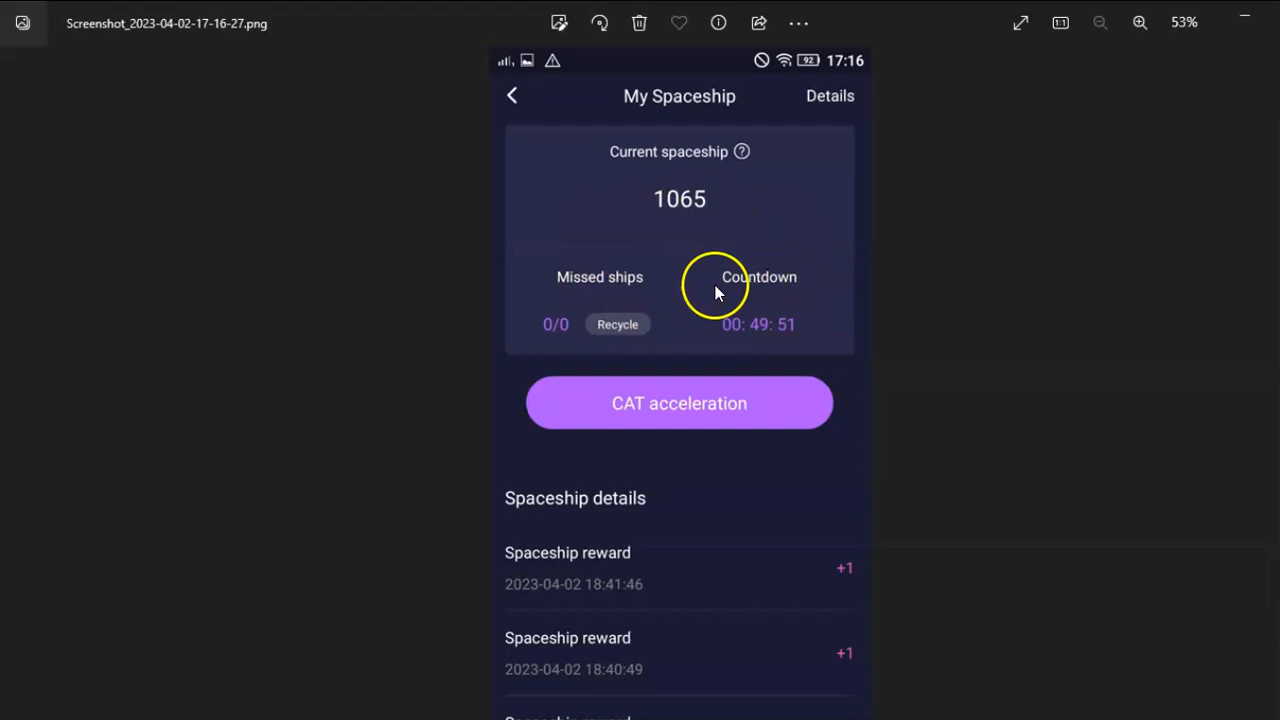 Screenshot_2023-04-02-17-16-27.png
53%
92 17:16
My Spaceship Details
Current spaceship ?
1065
Missed ships Countdown
0/0 Recycle 00: 49: 51
CAT acceleration
Spaceship details
Spaceship reward
+1
2023-04-02 18:41:46
Spaceship reward
+1
2023-04-02 18:40:49